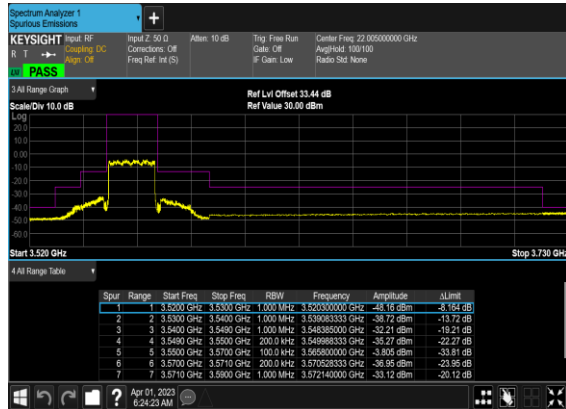 Spectrum Analyzer 1
Spurious Emissions
+
KEYSIGHT Input: RF Input Z: 50 Ω Atten: 10 dB Trig: Free Run Center Freq: 22.005000000 GHz
R T Coupling: DC Corrections: Off Gate: Off Avg|Hold: 100/100
Align: Off Freq Ref: Int (S) IF Gain: Low Radio Std: None
PASS
3 All Range Graph
Ref Lvl Offset 33.44 dB
Scale/Div 10.0 dB Ref Value 30.00 dBm
Log
20.0
10.0
0.00
-10.0
-20.0
-30.0
-40.0
-50.0
-60.0
Start 3.520 GHz Stop 3.730 GHz
4 All Range Table
Spur Range Start Freq Stop Freq RBW Frequency Amplitude ΔLimit
1 1 3.5200 GHz 3.5300 GHz 1.000 MHz 3.520300000 GHz -48.16 dBm -8.164 dB
2 2 3.5300 GHz 3.5400 GHz 1.000 MHz 3.539083333 GHz -38.72 dBm -13.72 dB
3 3 3.5400 GHz 3.5490 GHz 1.000 MHz 3.548385000 GHz -32.21 dBm -19.21 dB
4 4 3.5490 GHz 3.5500 GHz 200.0 kHz 3.549988333 GHz -35.27 dBm -22.27 dB
5 5 3.5500 GHz 3.5700 GHz 100.0 kHz 3.565800000 GHz -3.805 dBm -33.81 dB
6 6 3.5700 GHz 3.5710 GHz 200.0 kHz 3.570528333 GHz -36.95 dBm -23.95 dB
7 7 3.5710 GHz 3.5900 GHz 1.000 MHz 3.572140000 GHz -33.12 dBm -20.12 dB
? Apr 01, 2023
6:24:23 AM